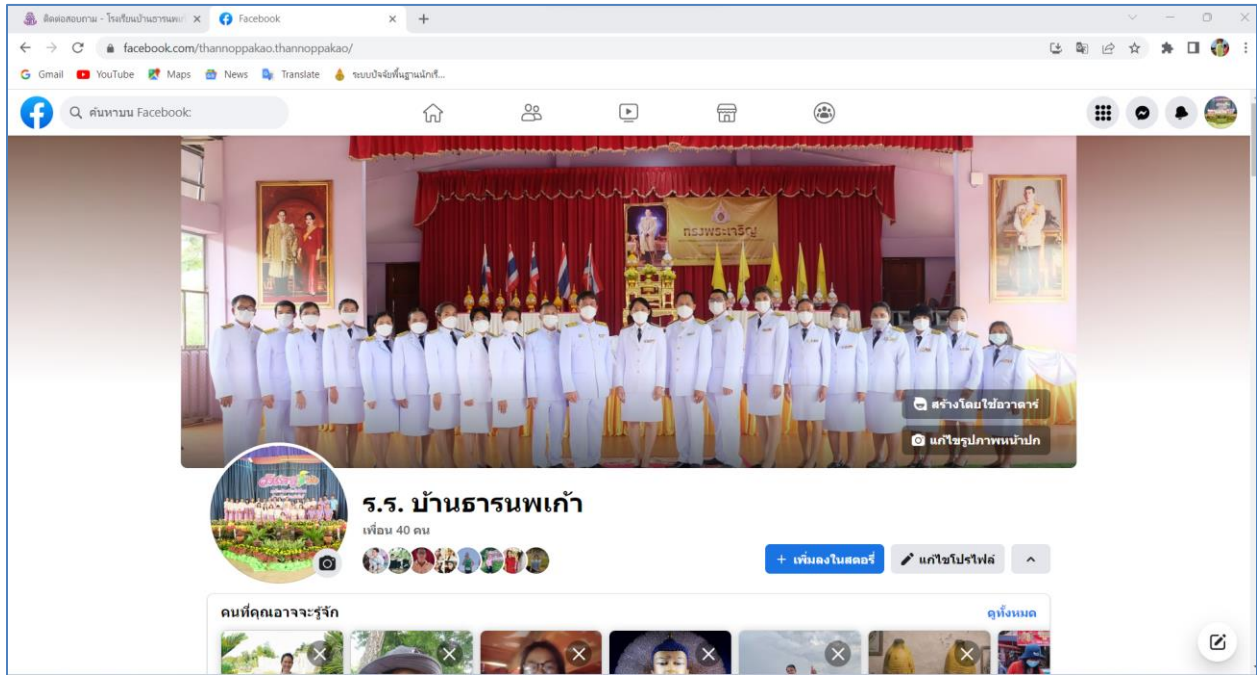 ติดต่อสอบถาม - โรงเรียนบ้านธารนพเก้
Facebook
facebook.com/thannoppakao.thannoppakao/
Gmail YouTube Maps News Translate ระบบปัจจัยพื้นฐานนักเรี...
ค้นหาบน Facebook
ทรงพระเจริญ
สร้างโดยใช้อวาตาร์
แก้ไขรูปภาพหน้าปก
ร.ร. บ้านธารนพเก้า
เพื่อน 40 คน
+ เพิ่มลงในสตอรี่ แก้ไขโปรไฟล์
คนที่คุณอาจจะรู้จัก ดูทั้งหมด